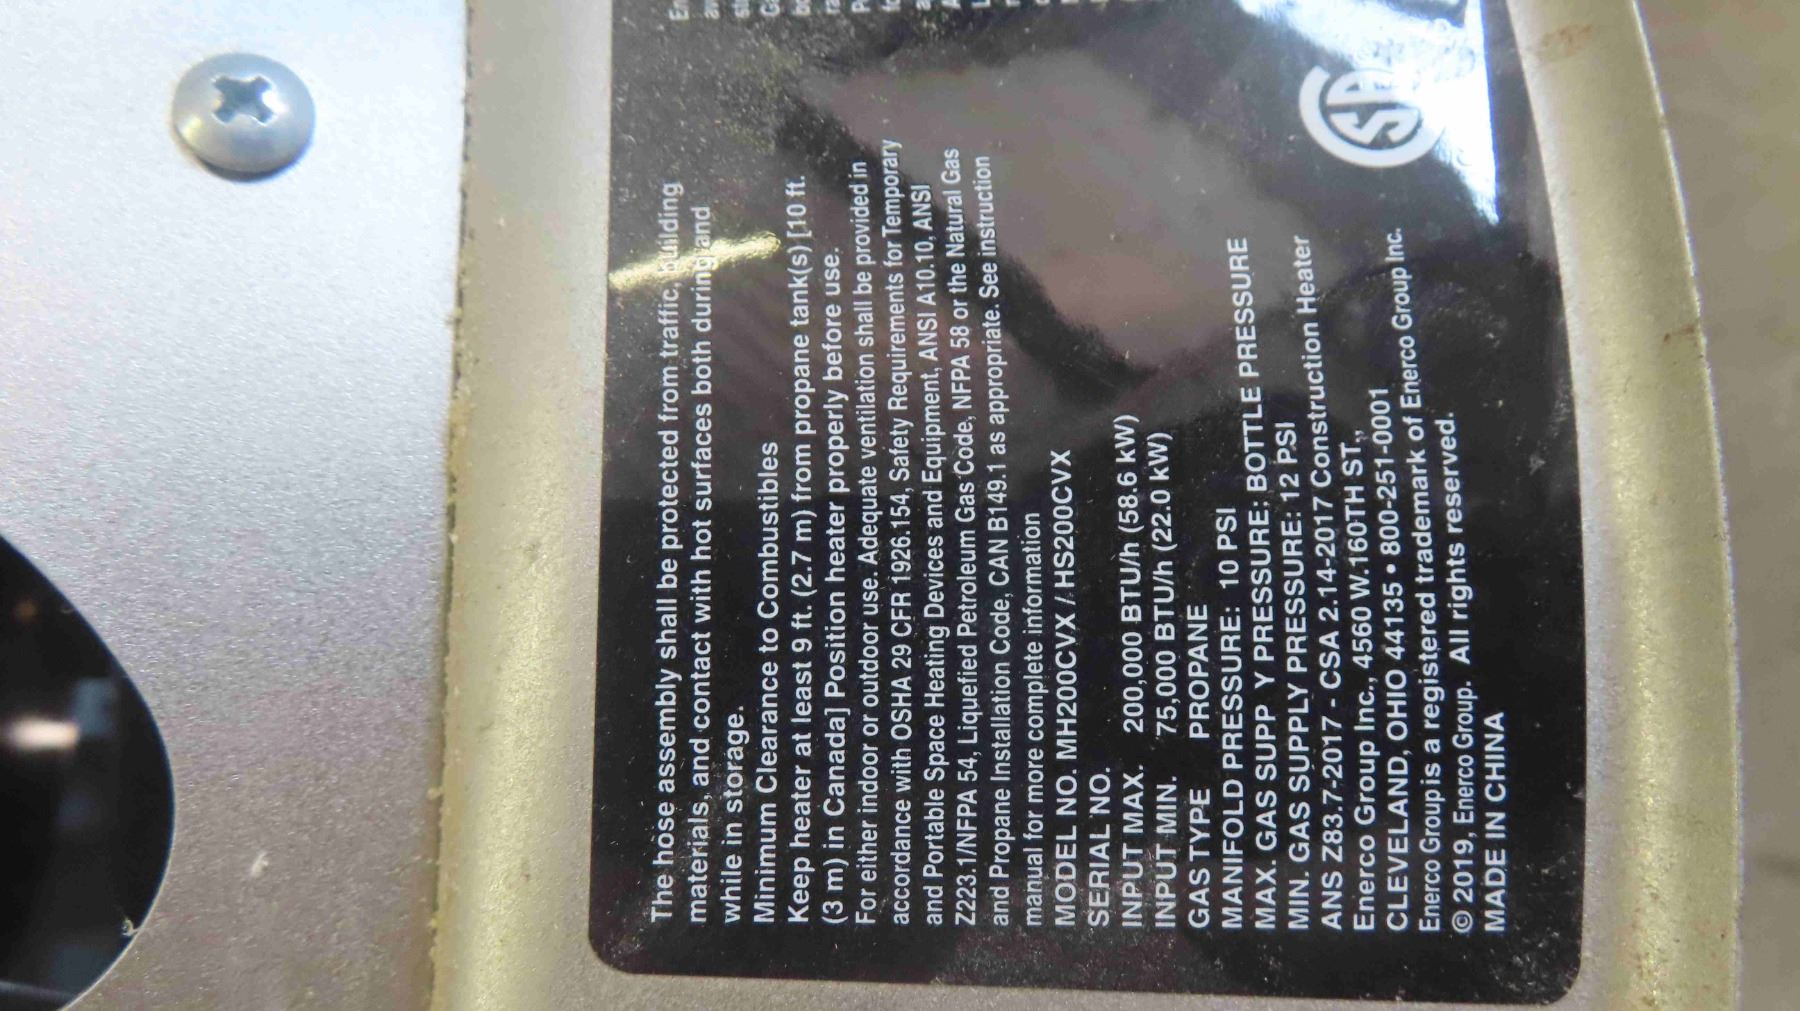 The hose assembly shall be protected from traffic, building
materials, and contact with hot surfaces both during and
while in storage.
Minimum Clearance to Combustibles
Keep heater at least 9 ft. (2.7 m) from propane tank(s) [10 ft.
(3 m) in Canada] Position heater properly before use.
For either indoor or outdoor use. Adequate ventilation shall be provided in
accordance with OSHA 29 CFR 1926.154, Safety Requirements for Temporary
and Portable Space Heating Devices and Equipment, ANSI A10.10, ANSI
Z223.1/NFPA 54, Liquefied Petroleum Gas Code, NFPA 58 or the Natural Gas
and Propane Installation Code, CAN B149.1 as appropriate. See instruction
manual for more complete information
MODEL NO. MH200CVX / HS200CVX
SERIAL NO.
INPUT MAX. 200,000 BTU/h (58.6 kW)
INPUT MIN. 75,000 BTU/h (22.0 kW)
GAS TYPE PROPANE
MANIFOLD PRESSURE: 10 PSI
MAX. GAS SUPP Y PRESSURE: BOTTLE PRESSURE
MIN. GAS SUPPLY PRESSURE: 12 PSI
ANS Z83.7-2017 - CSA 2.14-2017 Construction Heater
Enerco Group Inc., 4560 W.160TH ST.,
CLEVELAND, OHIO 44135 • 800-251-0001
Enerco Group is a registered trademark of Enerco Group Inc.
© 2019, Enerco Group. All rights reserved.
MADE IN CHINA
SA